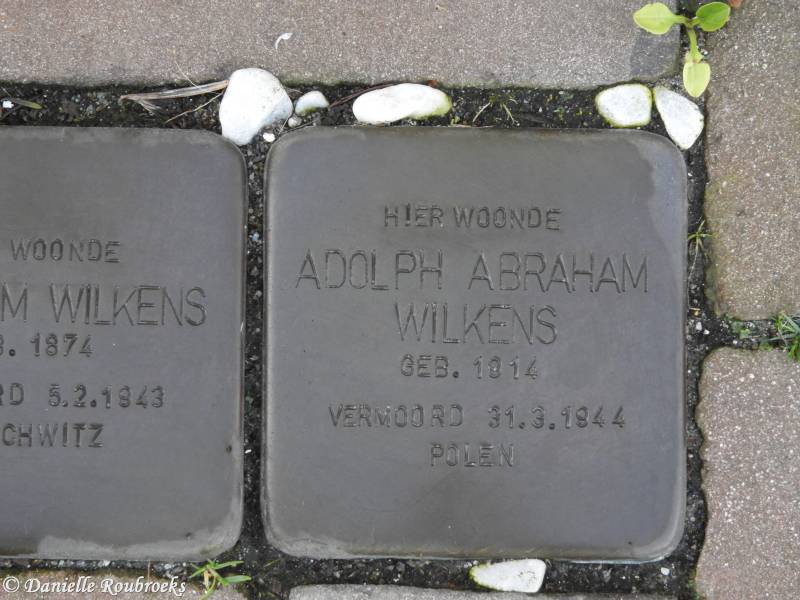 WOONDE
M WILKENS
. 1874
RD 5.2.1943
CHWITZ
HIER WOONDE
ADOLPH ABRAHAM
WILKENS
GEB. 1914
VERMOORD 31.3.1944
POLEN
© Danielle Roubroeks